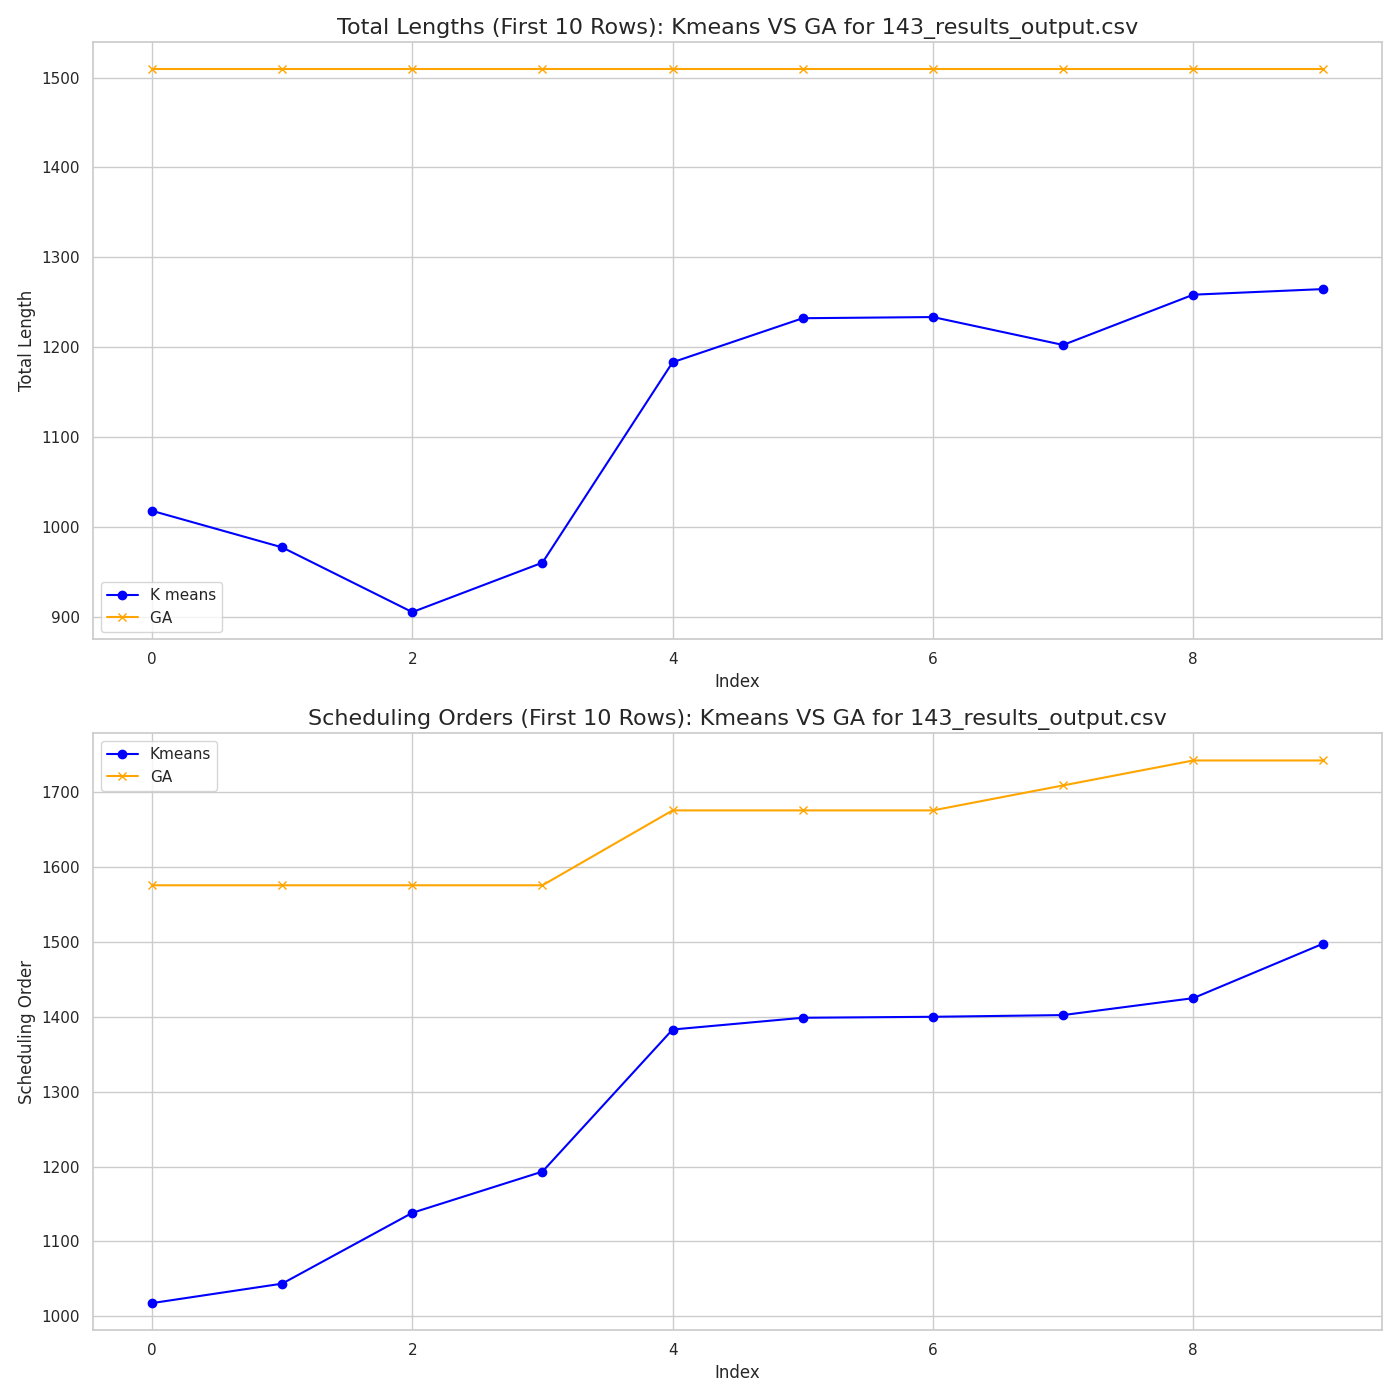 Total Lengths (First 10 Rows): Kmeans VS GA for 143_results_output.csv
1500
1400
1300
1200
1100
1000
900
Total Length
K means
GA
0 2 4 6 8
Index
Scheduling Orders (First 10 Rows): Kmeans VS GA for 143_results_output.csv
Kmeans
GA
1700
1600
1500
1400
1300
1200
1100
1000
Scheduling Order
0 2 4 6 8
Index